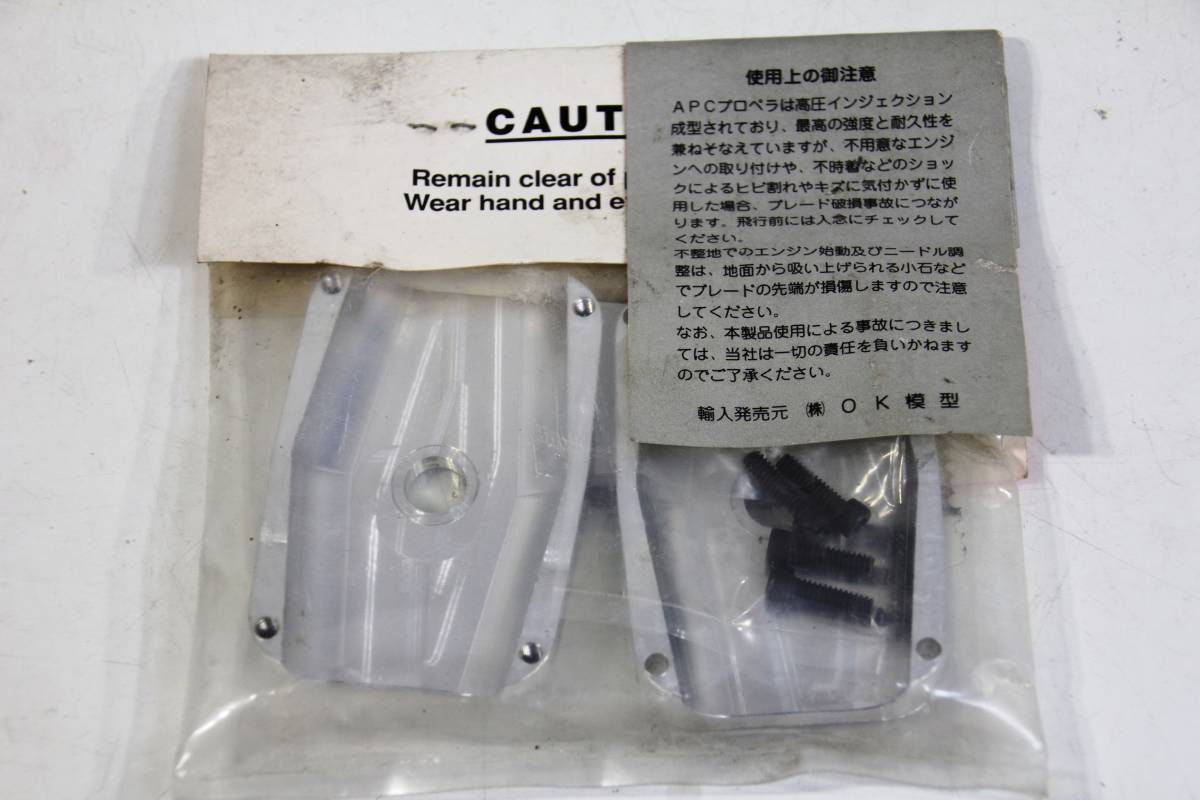 CAUT
Remain clear of
Wear hand and e
使用上の御注意
APCプロペラは高圧インジェクション
成型されており、最高の強度と耐久性を
兼ねそなえていますが、不用意なエンジ
ンへの取り付けや、不時着などのショッ
クによるヒビ割れやキズに気付かずに使
用した場合、ブレード破損事故につなが
ります。飛行前には入念にチェックして
ください。
不整地でのエンジン始動及びニードル調
整は、地面から吸い上げられる小石など
でブレードの先端が損傷しますので注意
してください。
なお、本製品使用による事故につきまし
ては、当社は一切の責任を負いかねます
のでご了承ください。
輸入発売元 ㈱ OK模型